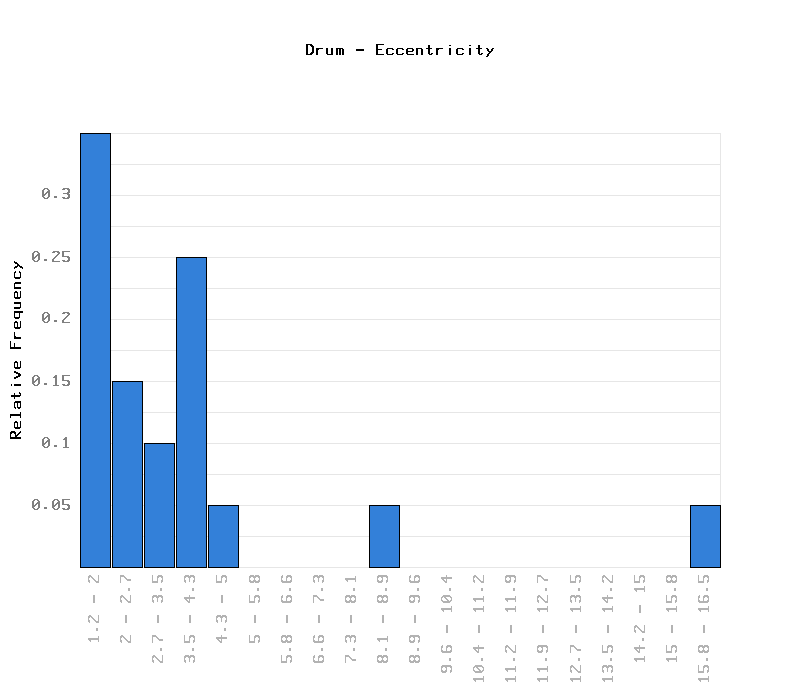 Drum - Eccentricity
Relative Frequency
0.3
0.25
0.2
0.15
0.1
0.05
1.2 - 2
2 - 2.7
2.7 - 3.5
3.5 - 4.3
4.3 - 5
5 - 5.8
5.8 - 6.6
6.6 - 7.3
7.3 - 8.1
8.1 - 8.9
8.9 - 9.6
9.6 - 10.4
10.4 - 11.2
11.2 - 11.9
11.9 - 12.7
12.7 - 13.5
13.5 - 14.2
14.2 - 15
15 - 15.8
15.8 - 16.5